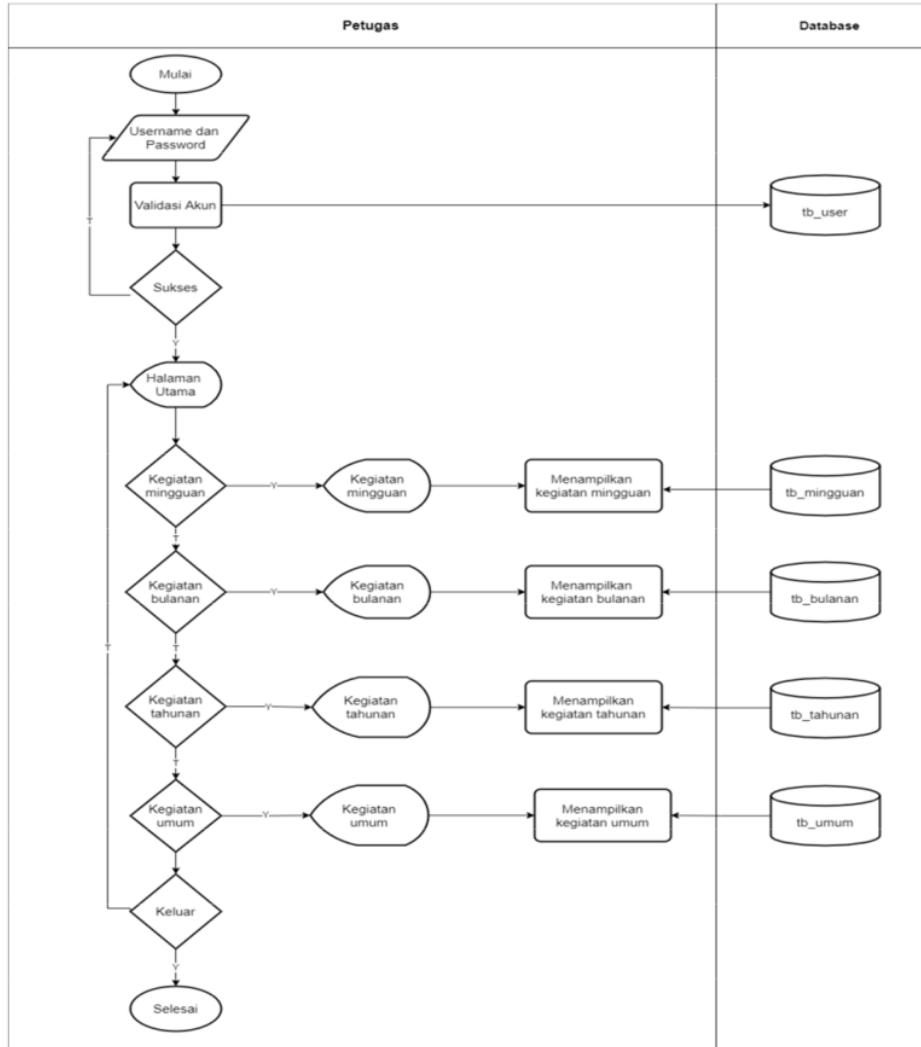 Petugas
Database
Mulai
Username dan
Password
Validasi Akun
tb_user
T
Sukses
Y
Halaman
Utama
Kegiatan
mingguan
Y
Kegiatan
mingguan
Menampilkan
kegiatan mingguan
tb_mingguan
T
Kegiatan
bulanan
Y
Kegiatan
bulanan
Menampilkan
kegiatan bulanan
tb_bulanan
T
T
Kegiatan
tahunan
Y
Kegiatan
tahunan
Menampilkan
kegiatan tahunan
tb_tahunan
T
Kegiatan
umum
Y
Kegiatan
umum
Menampilkan
kegiatan umum
tb_umum
Keluar
Y
Selesai